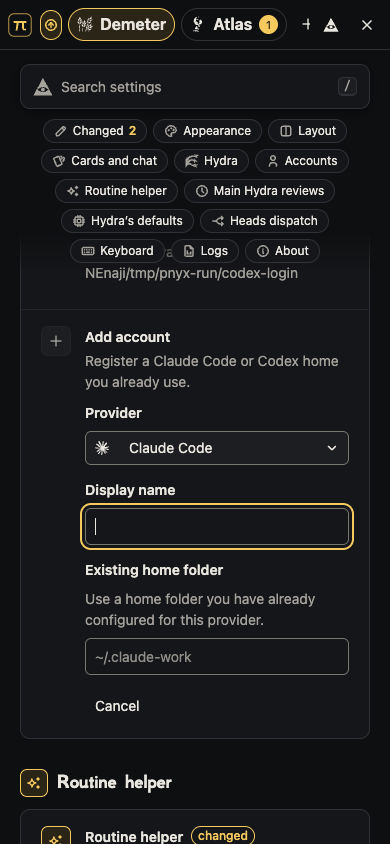 π Demeter Atlas 1
Search settings /
Changed 2 Appearance Layout
Cards and chat Hydra Accounts
Routine helper Main Hydra reviews
Hydra's defaults Heads dispatch
Keyboard Logs About
NEnaji/tmp/pnyx-run/codex-login
Add account
Register a Claude Code or Codex home
you already use.
Provider
Claude Code
Display name
Existing home folder
Use a home folder you have already
configured for this provider.
~/.claude-work
Cancel
Routine helper
Routine helper changed